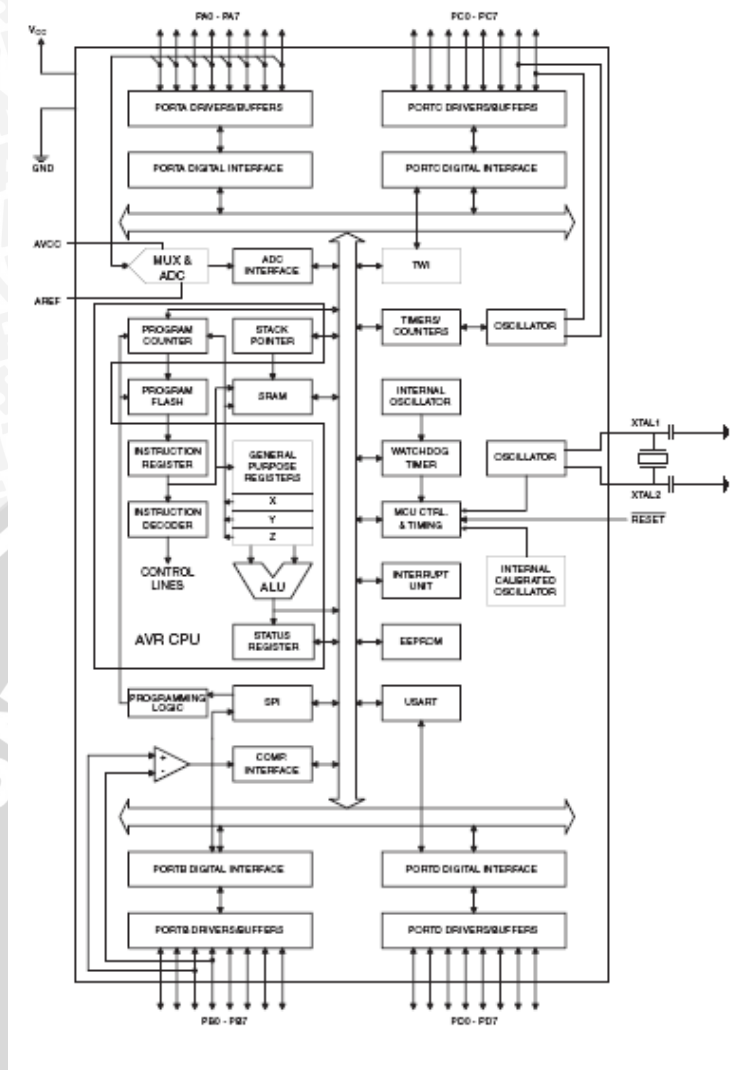 PA0 - PA7
PC0 - PC7
VCC
PORTA DRIVERS/BUFFERS
PORTC DRIVERS/BUFFERS
GND
PORTA DIGITAL INTERFACE
PORTC DIGITAL INTERFACE
AVCC
MUX &
ADC
ADC
INTERFACE
TWI
AREF
PROGRAM
COUNTER
STACK
POINTER
TIMERS/
COUNTERS
OSCILLATOR
PROGRAM
FLASH
SRAM
INTERNAL
OSCILLATOR
XTAL1
INSTRUCTION
REGISTER
GENERAL
PURPOSE
REGISTERS
WATCHDOG
TIMER
OSCILLATOR
XTAL2
X
INSTRUCTION
DECODER
Y
MCU CTRL.
& TIMING
RESET
Z
CONTROL
LINES
ALU
INTERRUPT
UNIT
INTERNAL
CALIBRATED
OSCILLATOR
AVR CPU
STATUS
REGISTER
EEPROM
PROGRAMMING
LOGIC
SPI
USART
+
-
COMP.
INTERFACE
PORTB DIGITAL INTERFACE
PORTD DIGITAL INTERFACE
PORTB DRIVERS/BUFFERS
PORTD DRIVERS/BUFFERS
PB0 - PB7
PD0 - PD7